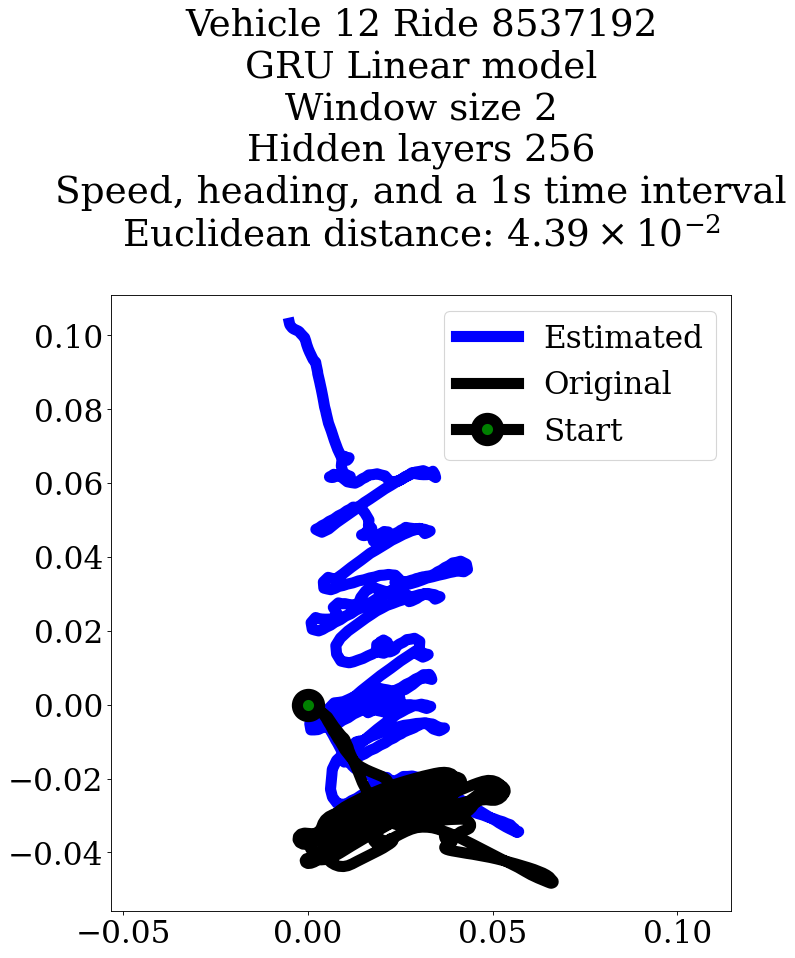 Vehicle 12 Ride 8537192
GRU Linear model
Window size 2
Hidden layers 256
Speed, heading, and a 1s time interval
Euclidean distance: 4.39 × 10⁻²
Estimated
Original
Start
0.10
0.08
0.06
0.04
0.02
0.00
−0.02
−0.04
−0.05 0.00 0.05 0.10